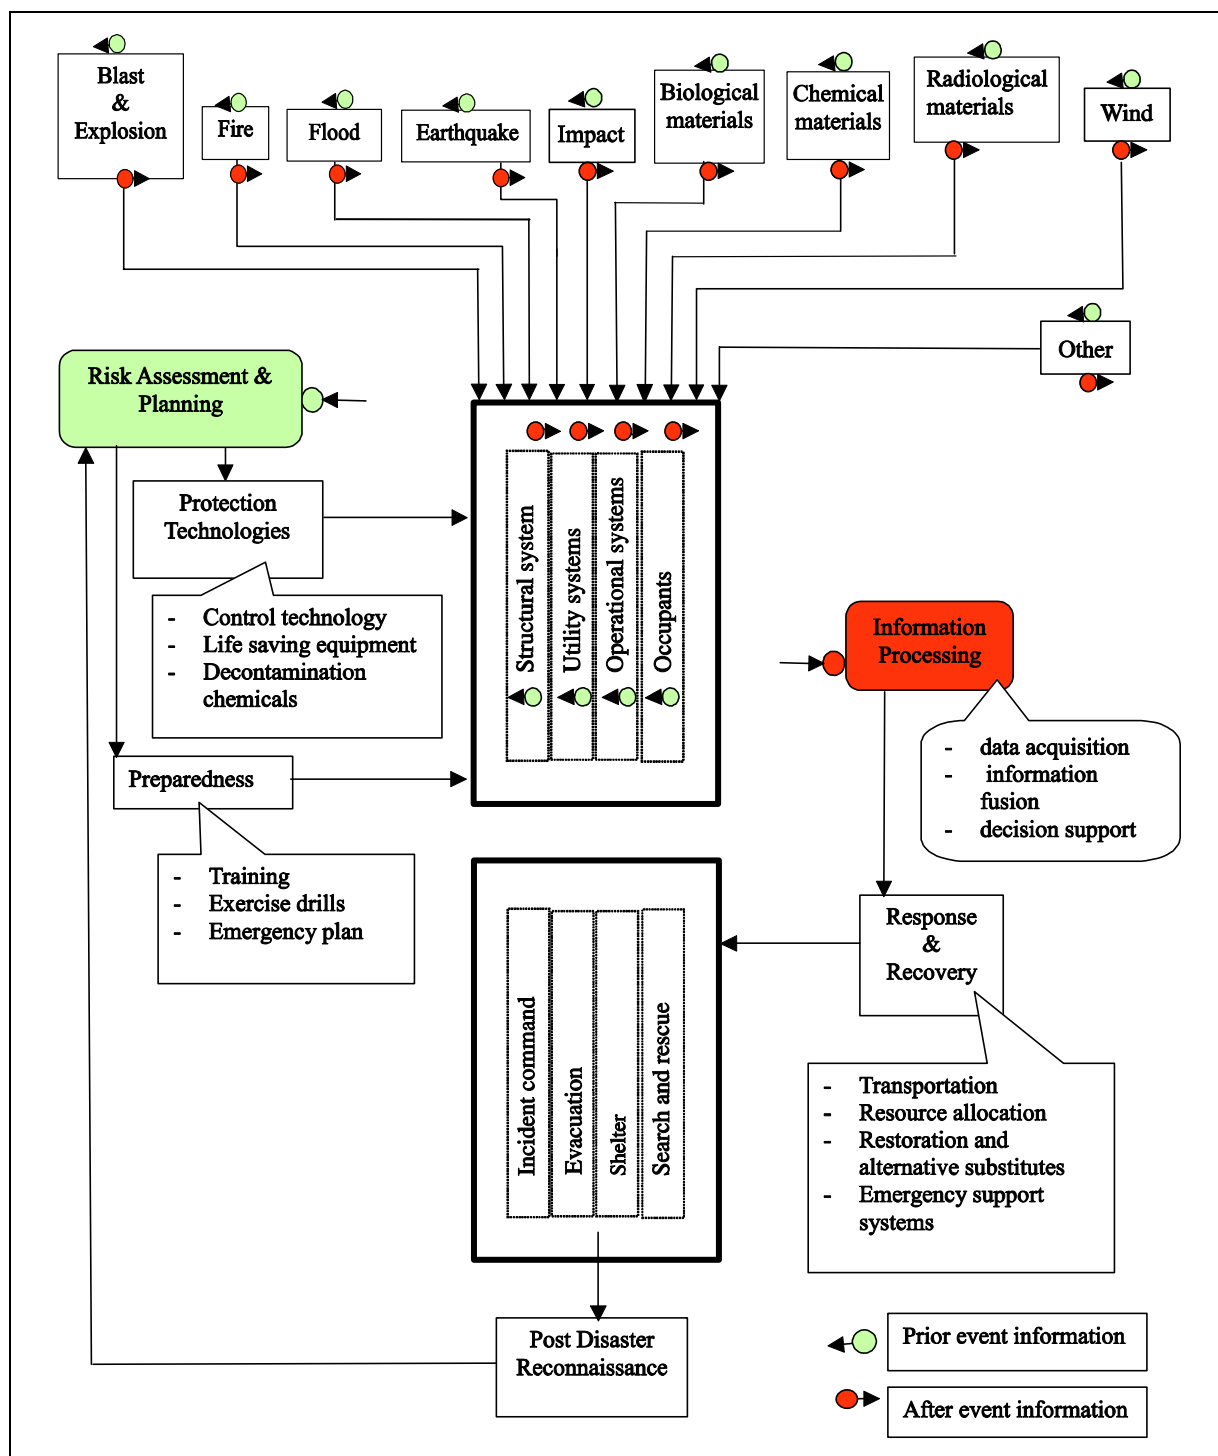 Blast
&
Explosion
Fire
Flood
Earthquake
Impact
Biological
materials
Chemical
materials
Radiological
materials
Wind
Other
Risk Assessment &
Planning
Protection
Technologies
- Control technology
- Life saving equipment
- Decontamination
chemicals
Preparedness
- Training
- Exercise drills
- Emergency plan
Structural system
Utility systems
Operational systems
Occupants
Information
Processing
- data acquisition
- information
fusion
- decision support
Response
&
Recovery
- Transportation
- Resource allocation
- Restoration and
alternative substitutes
- Emergency support
systems
Incident command
Evacuation
Shelter
Search and rescue
Post Disaster
Reconnaissance
Prior event information
After event information